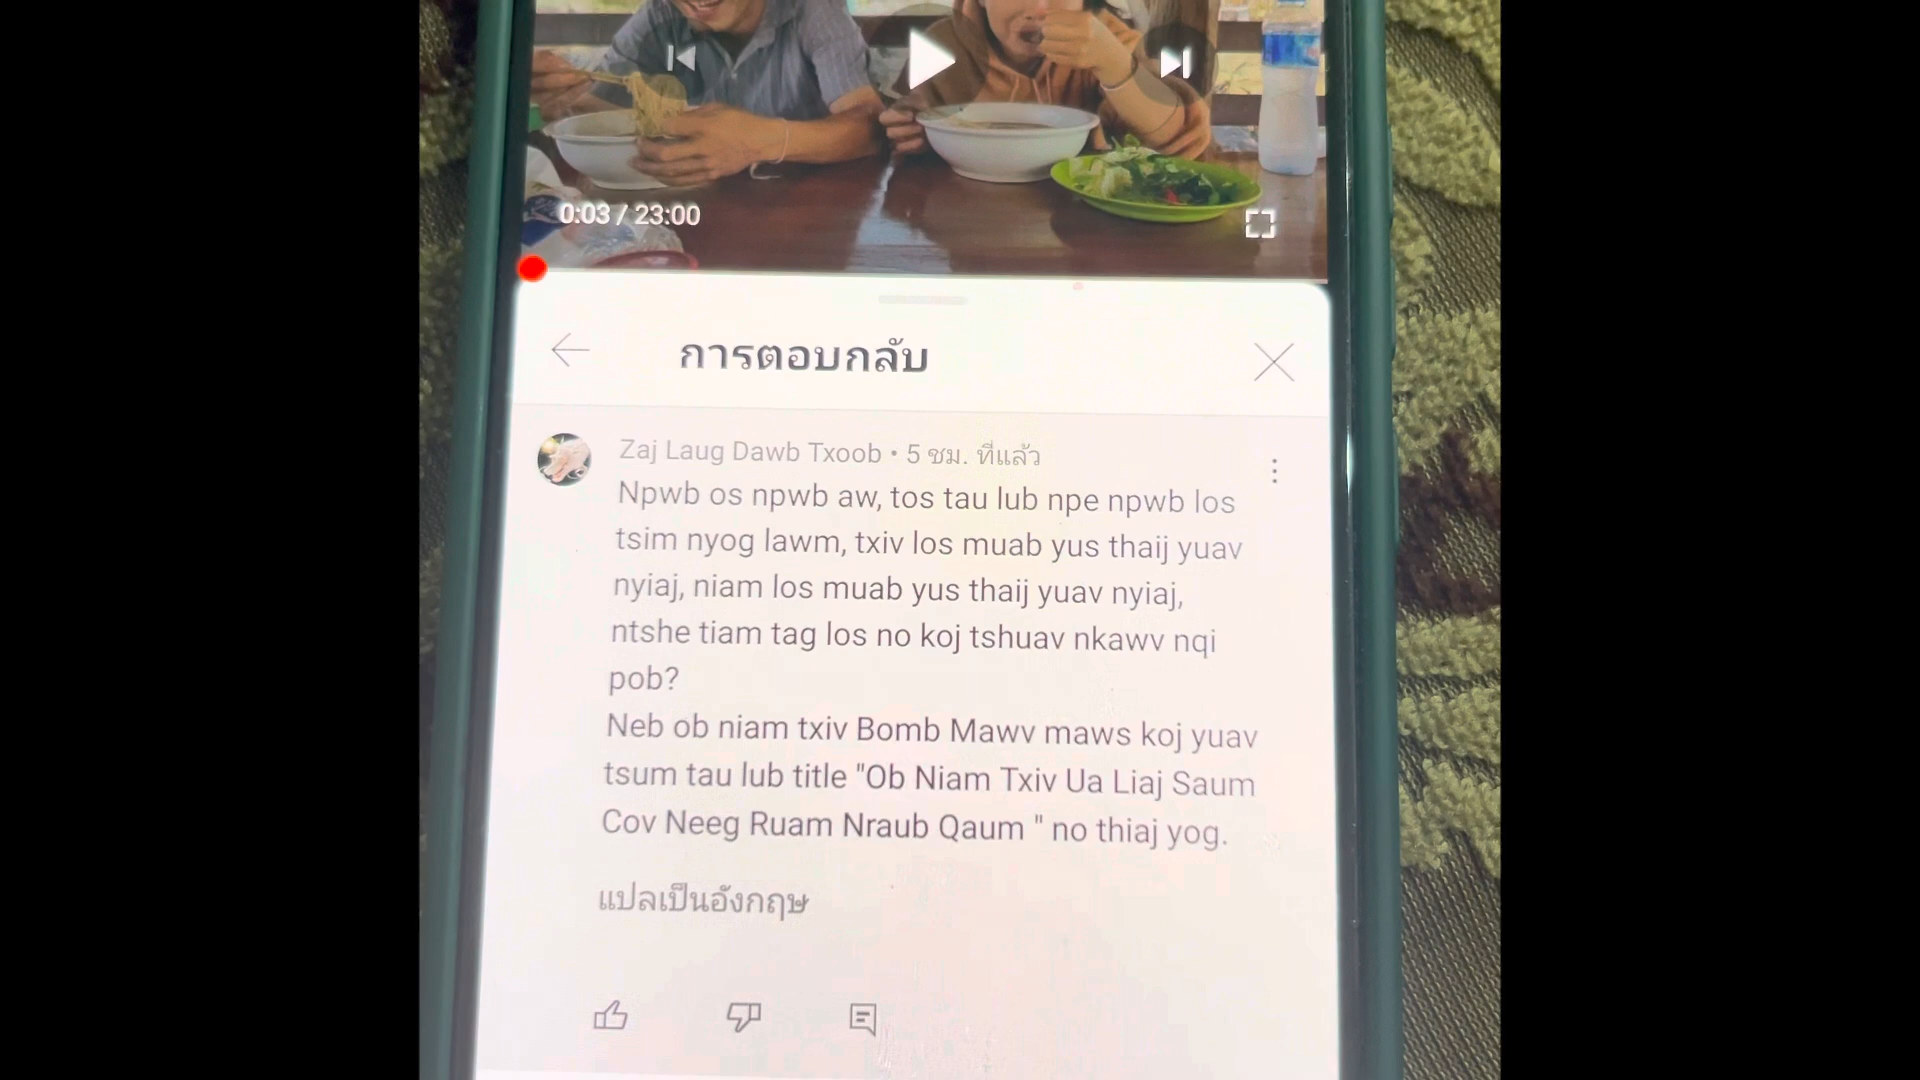 0:03 / 23:00
การตอบกลับ
Zaj Laug Dawb Txoob • 5 ชม. ที่แล้ว
Npwb os npwb aw, tos tau lub npe npwb los
tsim nyog lawm, txiv los muab yus thaij yuav
nyiaj, niam los muab yus thaij yuav nyiaj,
ntshe tiam tag los no koj tshuav nkawv nqi
pob?
Neb ob niam txiv Bomb Mawv maws koj yuav
tsum tau lub title "Ob Niam Txiv Ua Liaj Saum
Cov Neeg Ruam Nraub Qaum " no thiaj yog.
แปลเป็นอังกฤษ